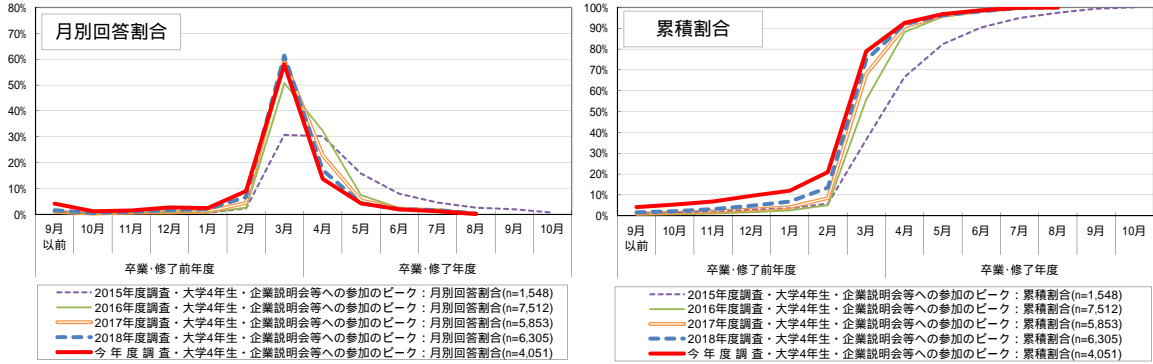 月別回答割合
80%
70%
60%
50%
40%
30%
20%
10%
0%
9月 10月 11月 12月 1月 2月 3月 4月 5月 6月 7月 8月 9月 10月
以前
卒業・修了前年度 卒業・修了年度
2015年度調査・大学4年生・企業説明会等への参加のピーク：月別回答割合(n=1,548)
2016年度調査・大学4年生・企業説明会等への参加のピーク：月別回答割合(n=7,512)
2017年度調査・大学4年生・企業説明会等への参加のピーク：月別回答割合(n=5,853)
2018年度調査・大学4年生・企業説明会等への参加のピーク：月別回答割合(n=6,305)
今年度調査・大学4年生・企業説明会等への参加のピーク：月別回答割合(n=4,051)
累積割合
100%
90%
80%
70%
60%
50%
40%
30%
20%
10%
0%
9月 10月 11月 12月 1月 2月 3月 4月 5月 6月 7月 8月 9月 10月
以前
卒業・修了前年度 卒業・修了年度
2015年度調査・大学4年生・企業説明会等への参加のピーク：累積割合(n=1,548)
2016年度調査・大学4年生・企業説明会等への参加のピーク：累積割合(n=7,512)
2017年度調査・大学4年生・企業説明会等への参加のピーク：累積割合(n=5,853)
2018年度調査・大学4年生・企業説明会等への参加のピーク：累積割合(n=6,305)
今年度調査・大学4年生・企業説明会等への参加のピーク：累積割合(n=4,051)